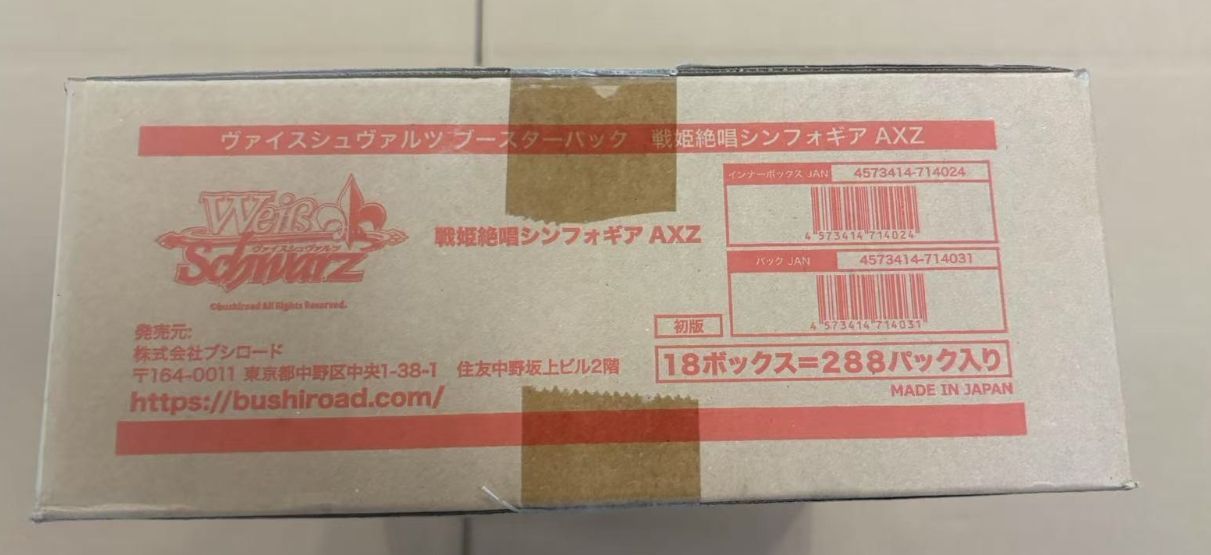 ヴァイスシュヴァルツ ブースターパック 戦姫絶唱シンフォギア AXZ
インナーボックス JAN 4573414-714024
4 573414 714024
Weiß
ヴァイスシュヴァルツ
Schwarz
©bushiroad All Rights Reserved.
戦姫絶唱シンフォギア AXZ
パック JAN 4573414-714031
4 573414 714031
初版
18ボックス=288パック入り
MADE IN JAPAN
発売元:
株式会社ブシロード
〒164-0011 東京都中野区中央1-38-1 住友中野坂上ビル2階
https://bushiroad.com/